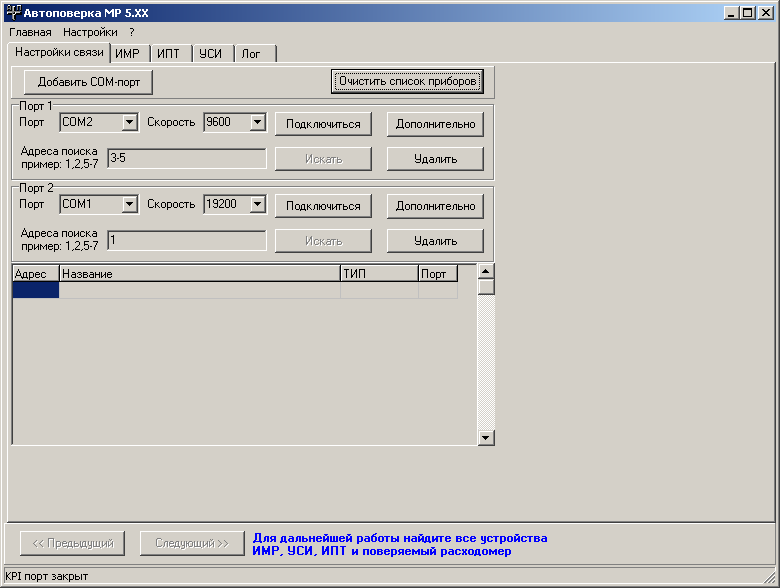 Автоповерка МР 5.XX
Главная Настройки ?
Настройки связи ИМР ИПТ УСИ Лог
Добавить COM-порт Очистить список приборов
Порт 1
Порт COM2 Скорость 9600 Подключиться Дополнительно
Адреса поиска
пример: 1,2,5-7 3-5 Искать Удалить
Порт 2
Порт COM1 Скорость 19200 Подключиться Дополнительно
Адреса поиска
пример: 1,2,5-7 1 Искать Удалить
Адрес Название ТИП Порт
<< Предыдущий Следующий >> Для дальнейшей работы найдите все устройства
ИМР, УСИ, ИПТ и поверяемый расходомер
KPI порт закрыт